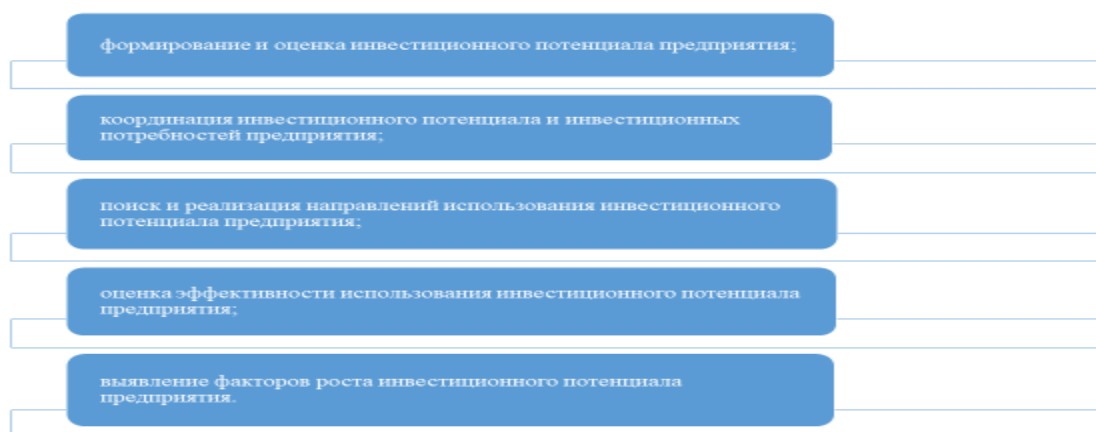 формирование и оценка инвестиционного потенциала предприятия;
координация инвестиционного потенциала и инвестиционных
потребностей предприятия;
поиск и реализация направлений использования инвестиционного
потенциала предприятия;
оценка эффективности использования инвестиционного потенциала
предприятия;
выявление факторов роста инвестиционного потенциала
предприятия.